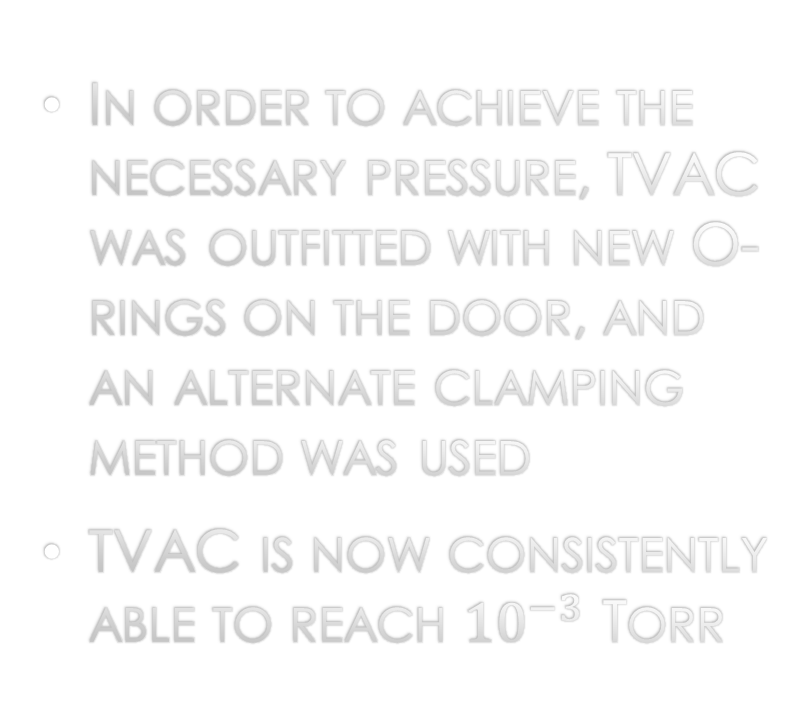 • In order to achieve the
necessary pressure, TVAC
was outfitted with new O-
rings on the door, and
an alternate clamping
method was used
• TVAC is now consistently
able to reach 10⁻³ Torr